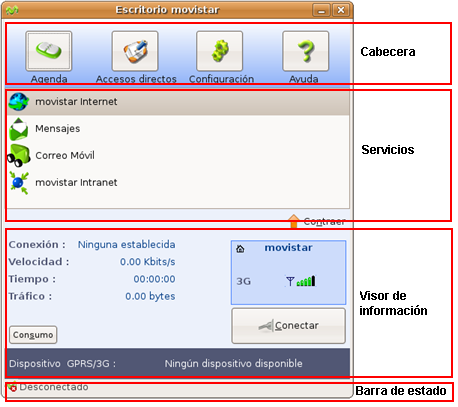 Escritorio movistar
Agenda
Accesos directos
Configuración
Ayuda
Cabecera
movistar Internet
Mensajes
Correo Móvil
movistar Intranet
Servicios
Contraer
Conexión : Ninguna establecida
Velocidad : 0.00 Kbits/s
Tiempo : 00:00:00
Tráfico : 0.00 bytes
movistar
3G
Consumo
Conectar
Visor de
información
Dispositivo GPRS/3G : Ningún dispositivo disponible
Desconectado
Barra de estado